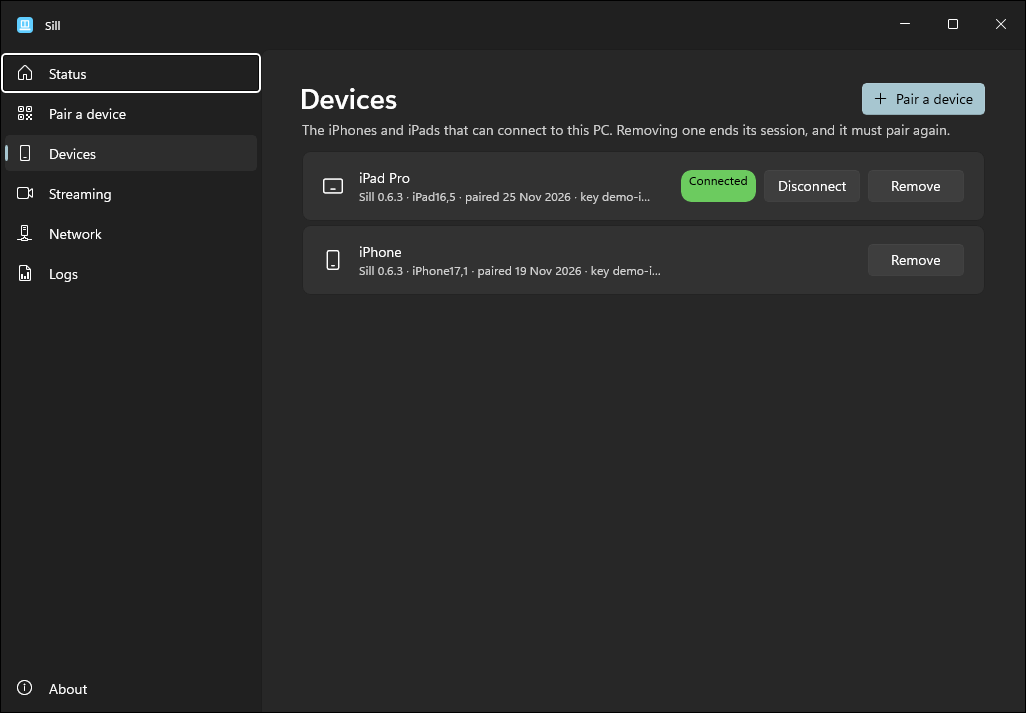 Sill
Status
Pair a device
Devices
Streaming
Network
Logs
About
Devices
Pair a device
The iPhones and iPads that can connect to this PC. Removing one ends its session, and it must pair again.
iPad Pro
Sill 0.6.3 · iPad16,5 · paired 25 Nov 2026 · key demo-i...
Connected
Disconnect
Remove
iPhone
Sill 0.6.3 · iPhone17,1 · paired 19 Nov 2026 · key demo-i...
Remove